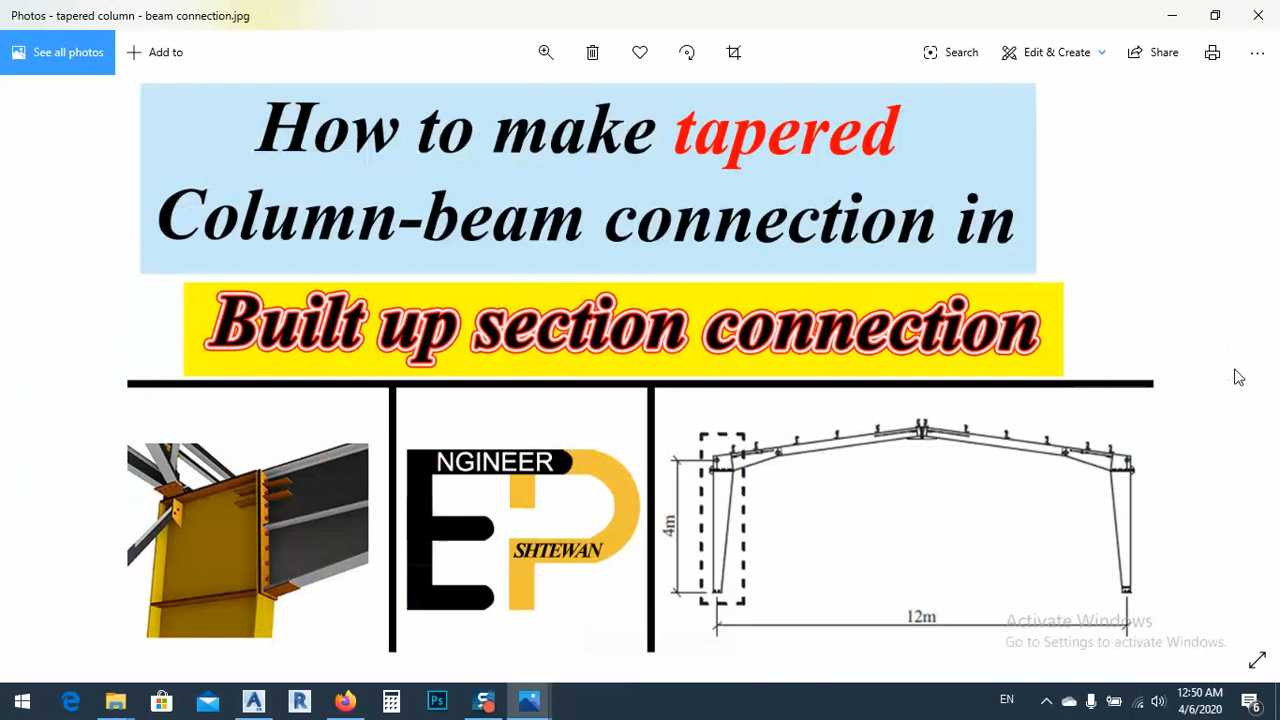 Photos - tapered column - beam connection.jpg
See all photos
Add to
Search
Edit & Create
Share
How to make tapered
Column-beam connection in
Built up section connection
NGINEER
E
P
SHTEWAN
4m
12m
Activate Windows
Go to Settings to activate Windows.
Ps
EN
12:50 AM
4/6/2020
6